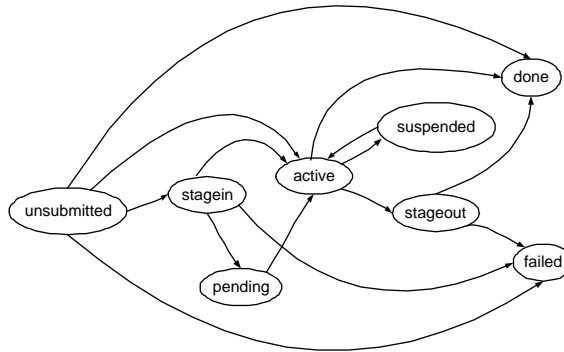 done
suspended
active
stagein
unsubmitted
stageout
failed
pending